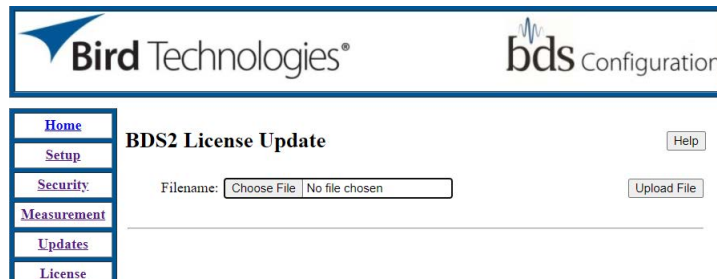 Bird Technologies®
bds Configuration
Home
Setup
Security
Measurement
Updates
License
BDS2 License Update
Help
Filename: Choose File No file chosen
Upload File